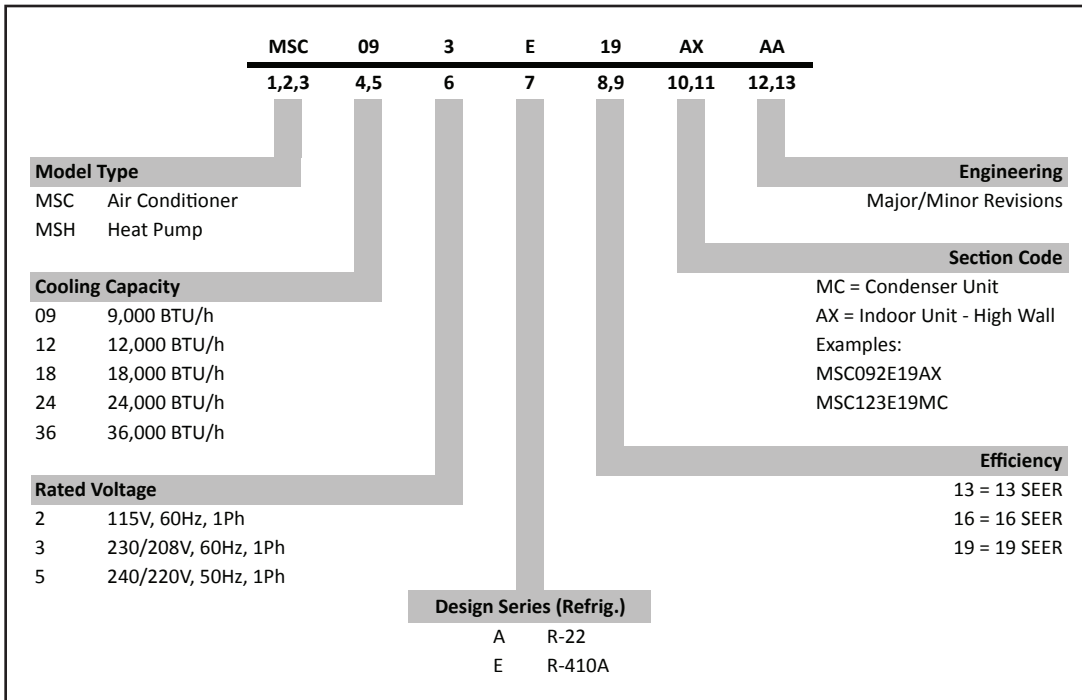 MSC 09 3 E 19 AX AA
1,2,3 4,5 6 7 8,9 10,11 12,13
Model Type
MSC Air Conditioner
MSH Heat Pump
Cooling Capacity
09 9,000 BTU/h
12 12,000 BTU/h
18 18,000 BTU/h
24 24,000 BTU/h
36 36,000 BTU/h
Rated Voltage
2 115V, 60Hz, 1Ph
3 230/208V, 60Hz, 1Ph
5 240/220V, 50Hz, 1Ph
Design Series (Refrig.)
A R-22
E R-410A
Engineering
Major/Minor Revisions
Section Code
MC = Condenser Unit
AX = Indoor Unit - High Wall
Examples:
MSC092E19AX
MSC123E19MC
Efficiency
13 = 13 SEER
16 = 16 SEER
19 = 19 SEER